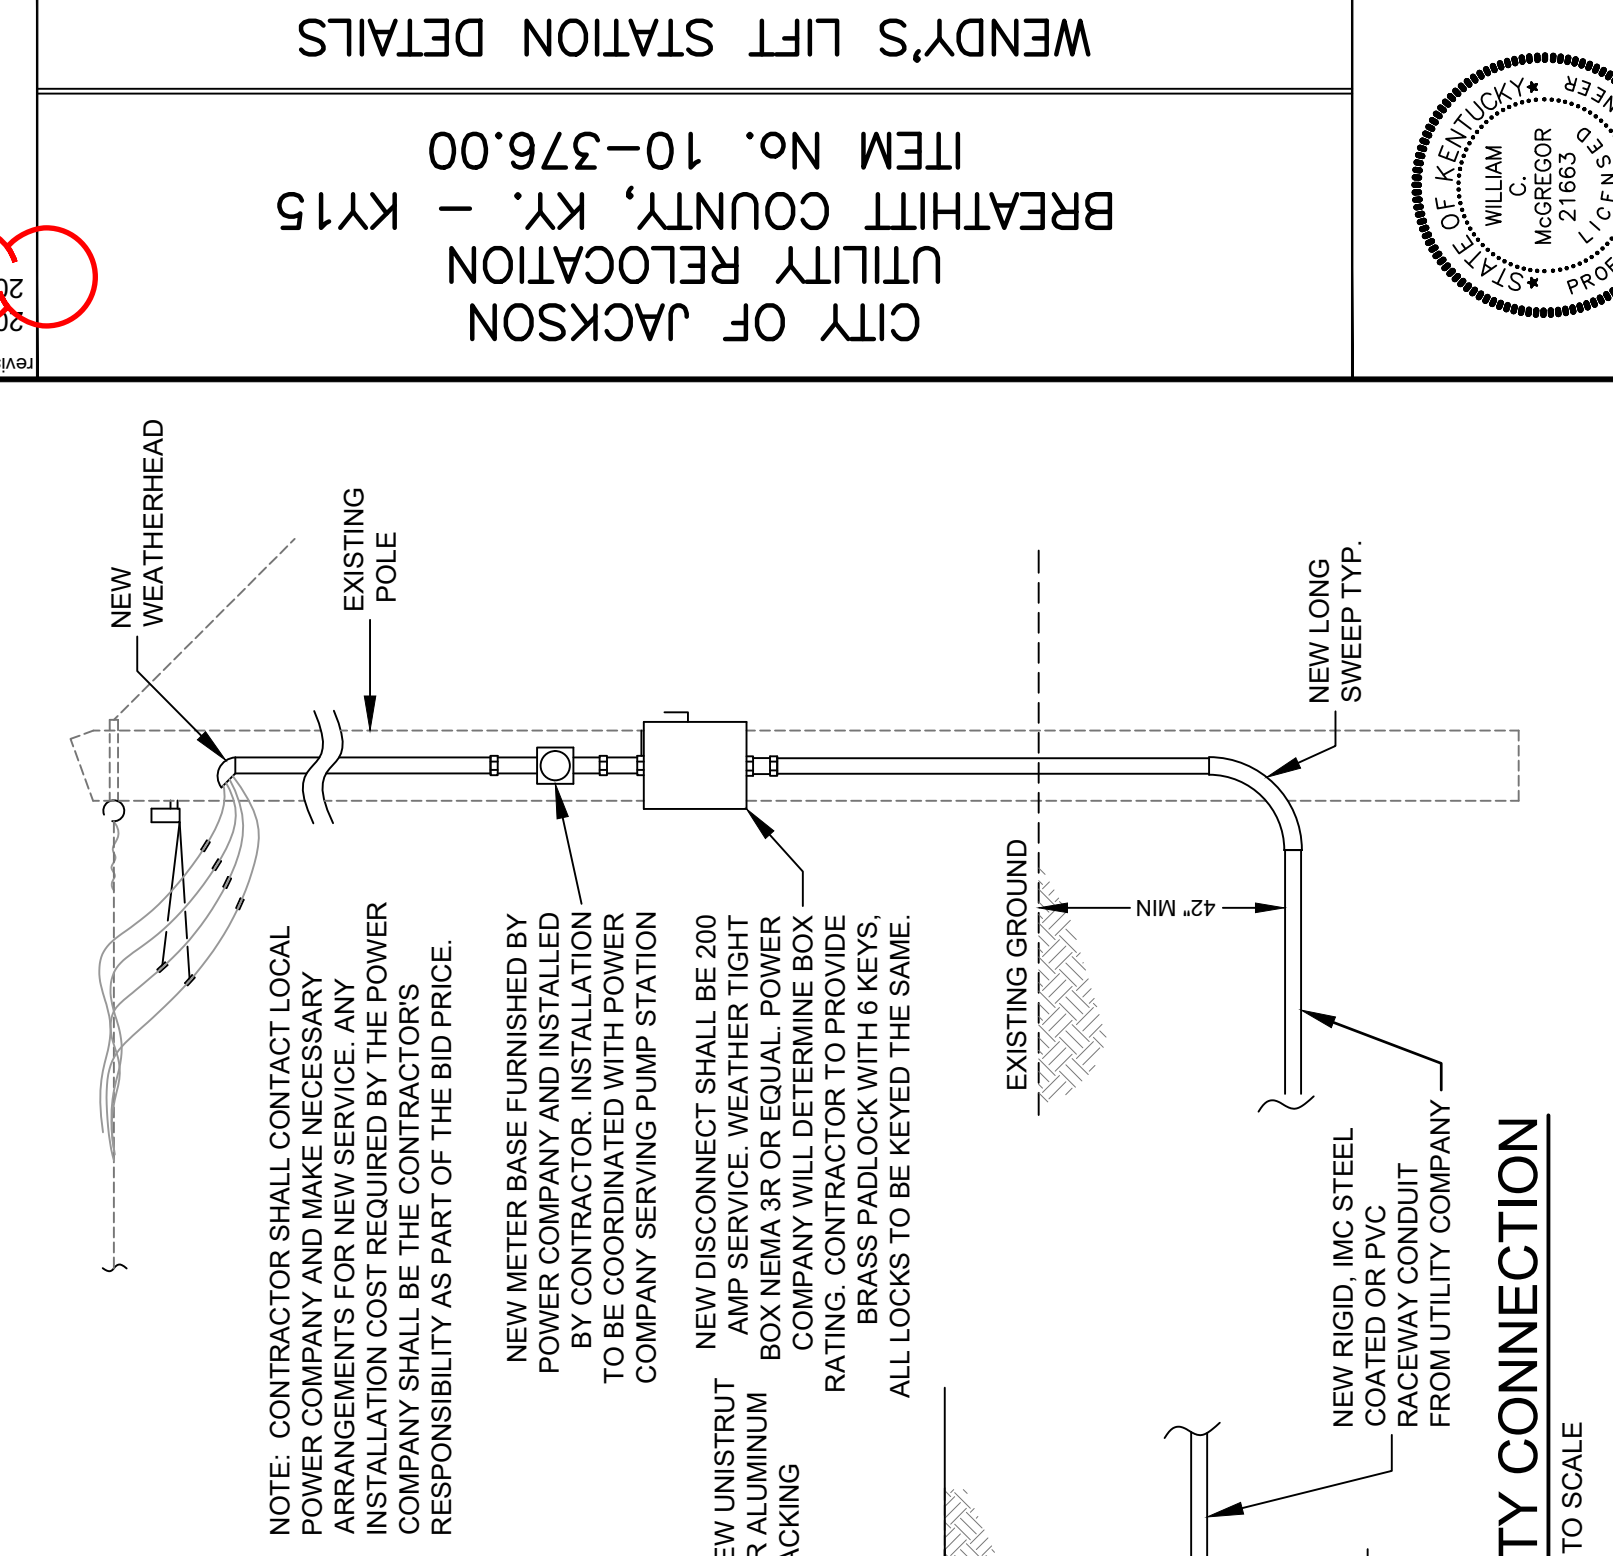 WENDY'S LIFT STATION DETAILS
CITY OF JACKSON
UTILITY RELOCATION
BREATHITT COUNTY, KY. – KY15
ITEM No. 10–376.00
STATE OF KENTUCKY
WILLIAM
C.
McGREGOR
21663
NEW
WEATHERHEAD
EXISTING
POLE
NEW LONG
SWEEP TYP.
NOTE: CONTRACTOR SHALL CONTACT LOCAL
POWER COMPANY AND MAKE NECESSARY
ARRANGEMENTS FOR NEW SERVICE. ANY
INSTALLATION COST REQUIRED BY THE POWER
COMPANY SHALL BE THE CONTRACTOR'S
RESPONSIBILITY AS PART OF THE BID PRICE.
NEW METER BASE FURNISHED BY
POWER COMPANY AND INSTALLED
BY CONTRACTOR. INSTALLATION
TO BE COORDINATED WITH POWER
COMPANY SERVING PUMP STATION
NEW DISCONNECT SHALL BE 200
AMP SERVICE. WEATHER TIGHT
BOX NEMA 3R OR EQUAL. POWER
COMPANY WILL DETERMINE BOX
RATING. CONTRACTOR TO PROVIDE
BRASS PADLOCK WITH 6 KEYS,
ALL LOCKS TO BE KEYED THE SAME.
EXISTING GROUND
42" MIN
UNISTRUT
ALUMINUM
NEW RIGID, IMC STEEL
COATED OR PVC
RACEWAY CONDUIT
FROM UTILITY COMPANY
TY CONNECTION
TO SCALE